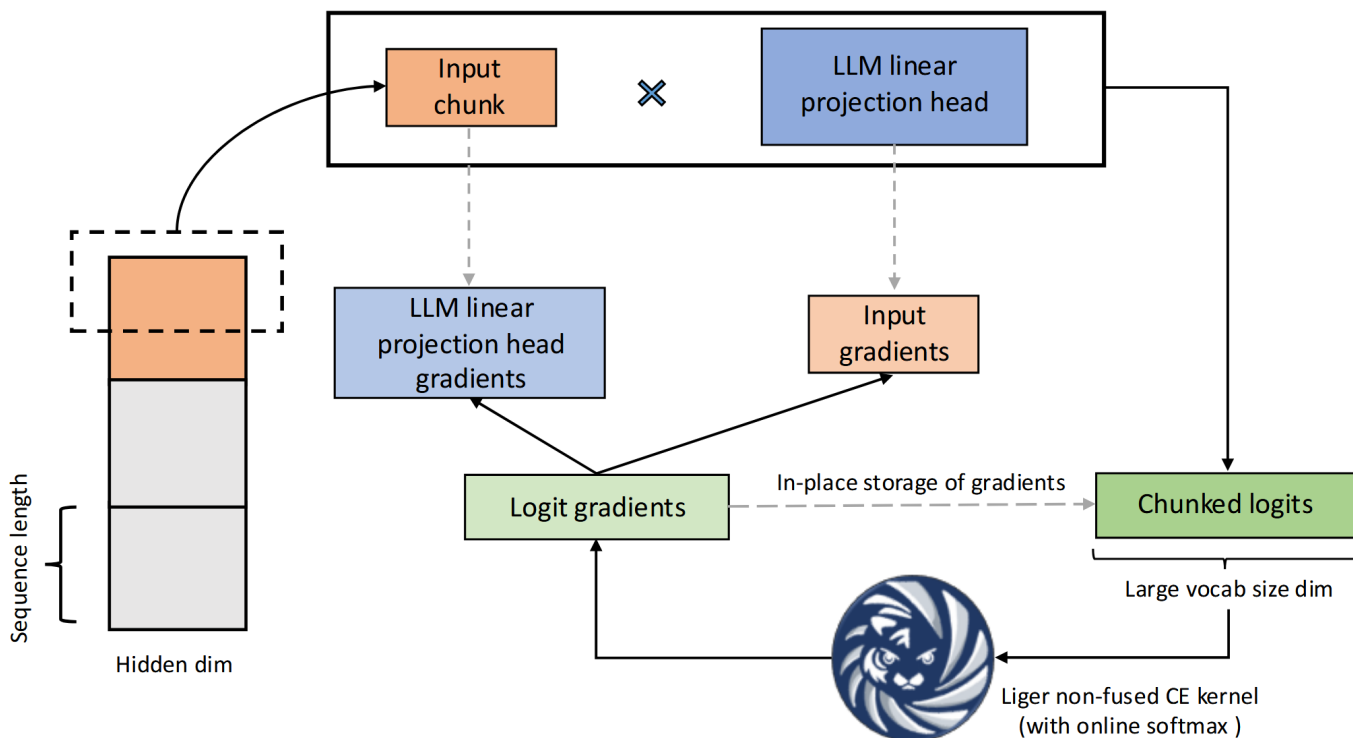 Input
chunk
LLM linear
projection head
LLM linear
projection head
gradients
Input
gradients
Sequence length
Hidden dim
Logit gradients
In-place storage of gradients
Chunked logits
Large vocab size dim
Liger non-fused CE kernel
(with online softmax )